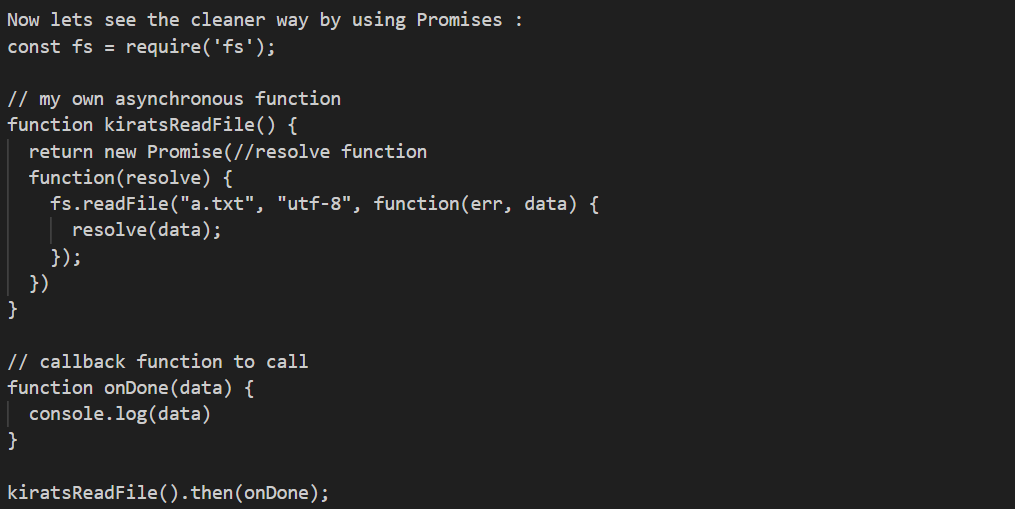 Now lets see the cleaner way by using Promises :
const fs = require('fs');

// my own asynchronous function
function kiratsReadFile() {
  return new Promise(//resolve function
  function(resolve) {
    fs.readFile("a.txt", "utf-8", function(err, data) {
      resolve(data);
    });
  })
}

// callback function to call
function onDone(data) {
  console.log(data)
}

kiratsReadFile().then(onDone);